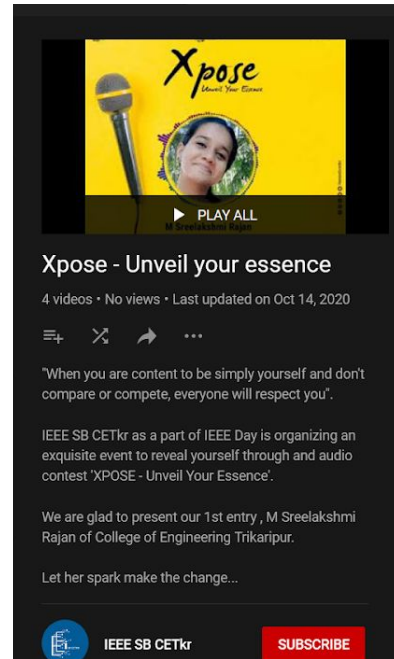 Xpose
Unveil Your Essence
PLAY ALL
M Sreelakshmi Rajan
Xpose - Unveil your essence
4 videos • No views • Last updated on Oct 14, 2020
"When you are content to be simply yourself and don't
compare or compete, everyone will respect you".
IEEE SB CETkr as a part of IEEE Day is organizing an
exquisite event to reveal yourself through and audio
contest 'XPOSE - Unveil Your Essence'.
We are glad to present our 1st entry , M Sreelakshmi
Rajan of College of Engineering Trikaripur.
Let her spark make the change...
IEEE SB CETkr
SUBSCRIBE